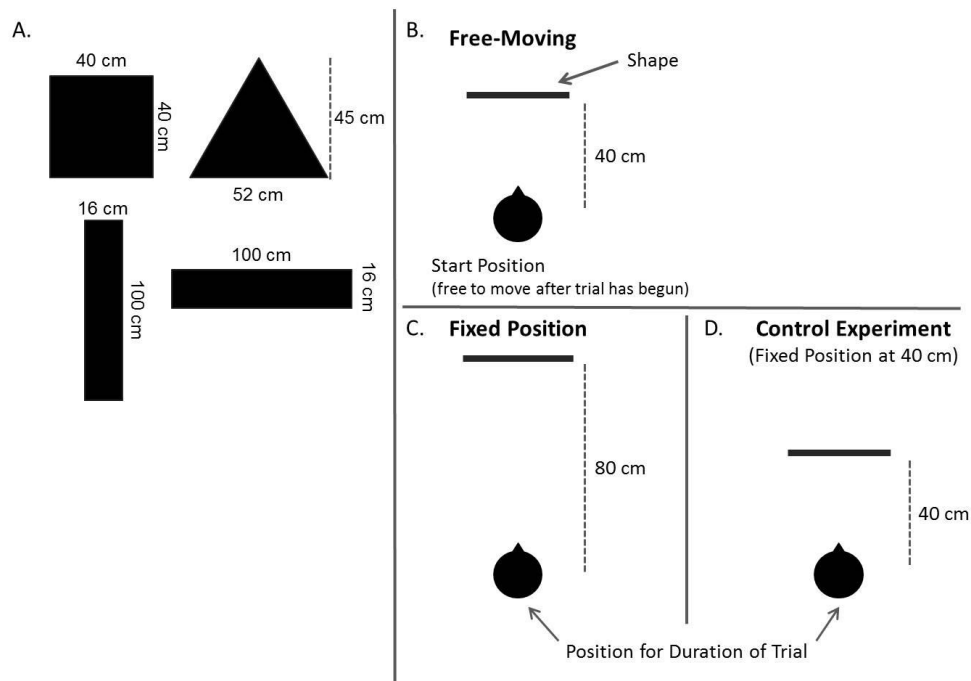 A.
40 cm
40 cm
45 cm
52 cm
16 cm
100 cm
100 cm
16 cm
B.
Free-Moving
Shape
40 cm
Start Position
(free to move after trial has begun)
C.
Fixed Position
80 cm
D.
Control Experiment
(Fixed Position at 40 cm)
40 cm
Position for Duration of Trial